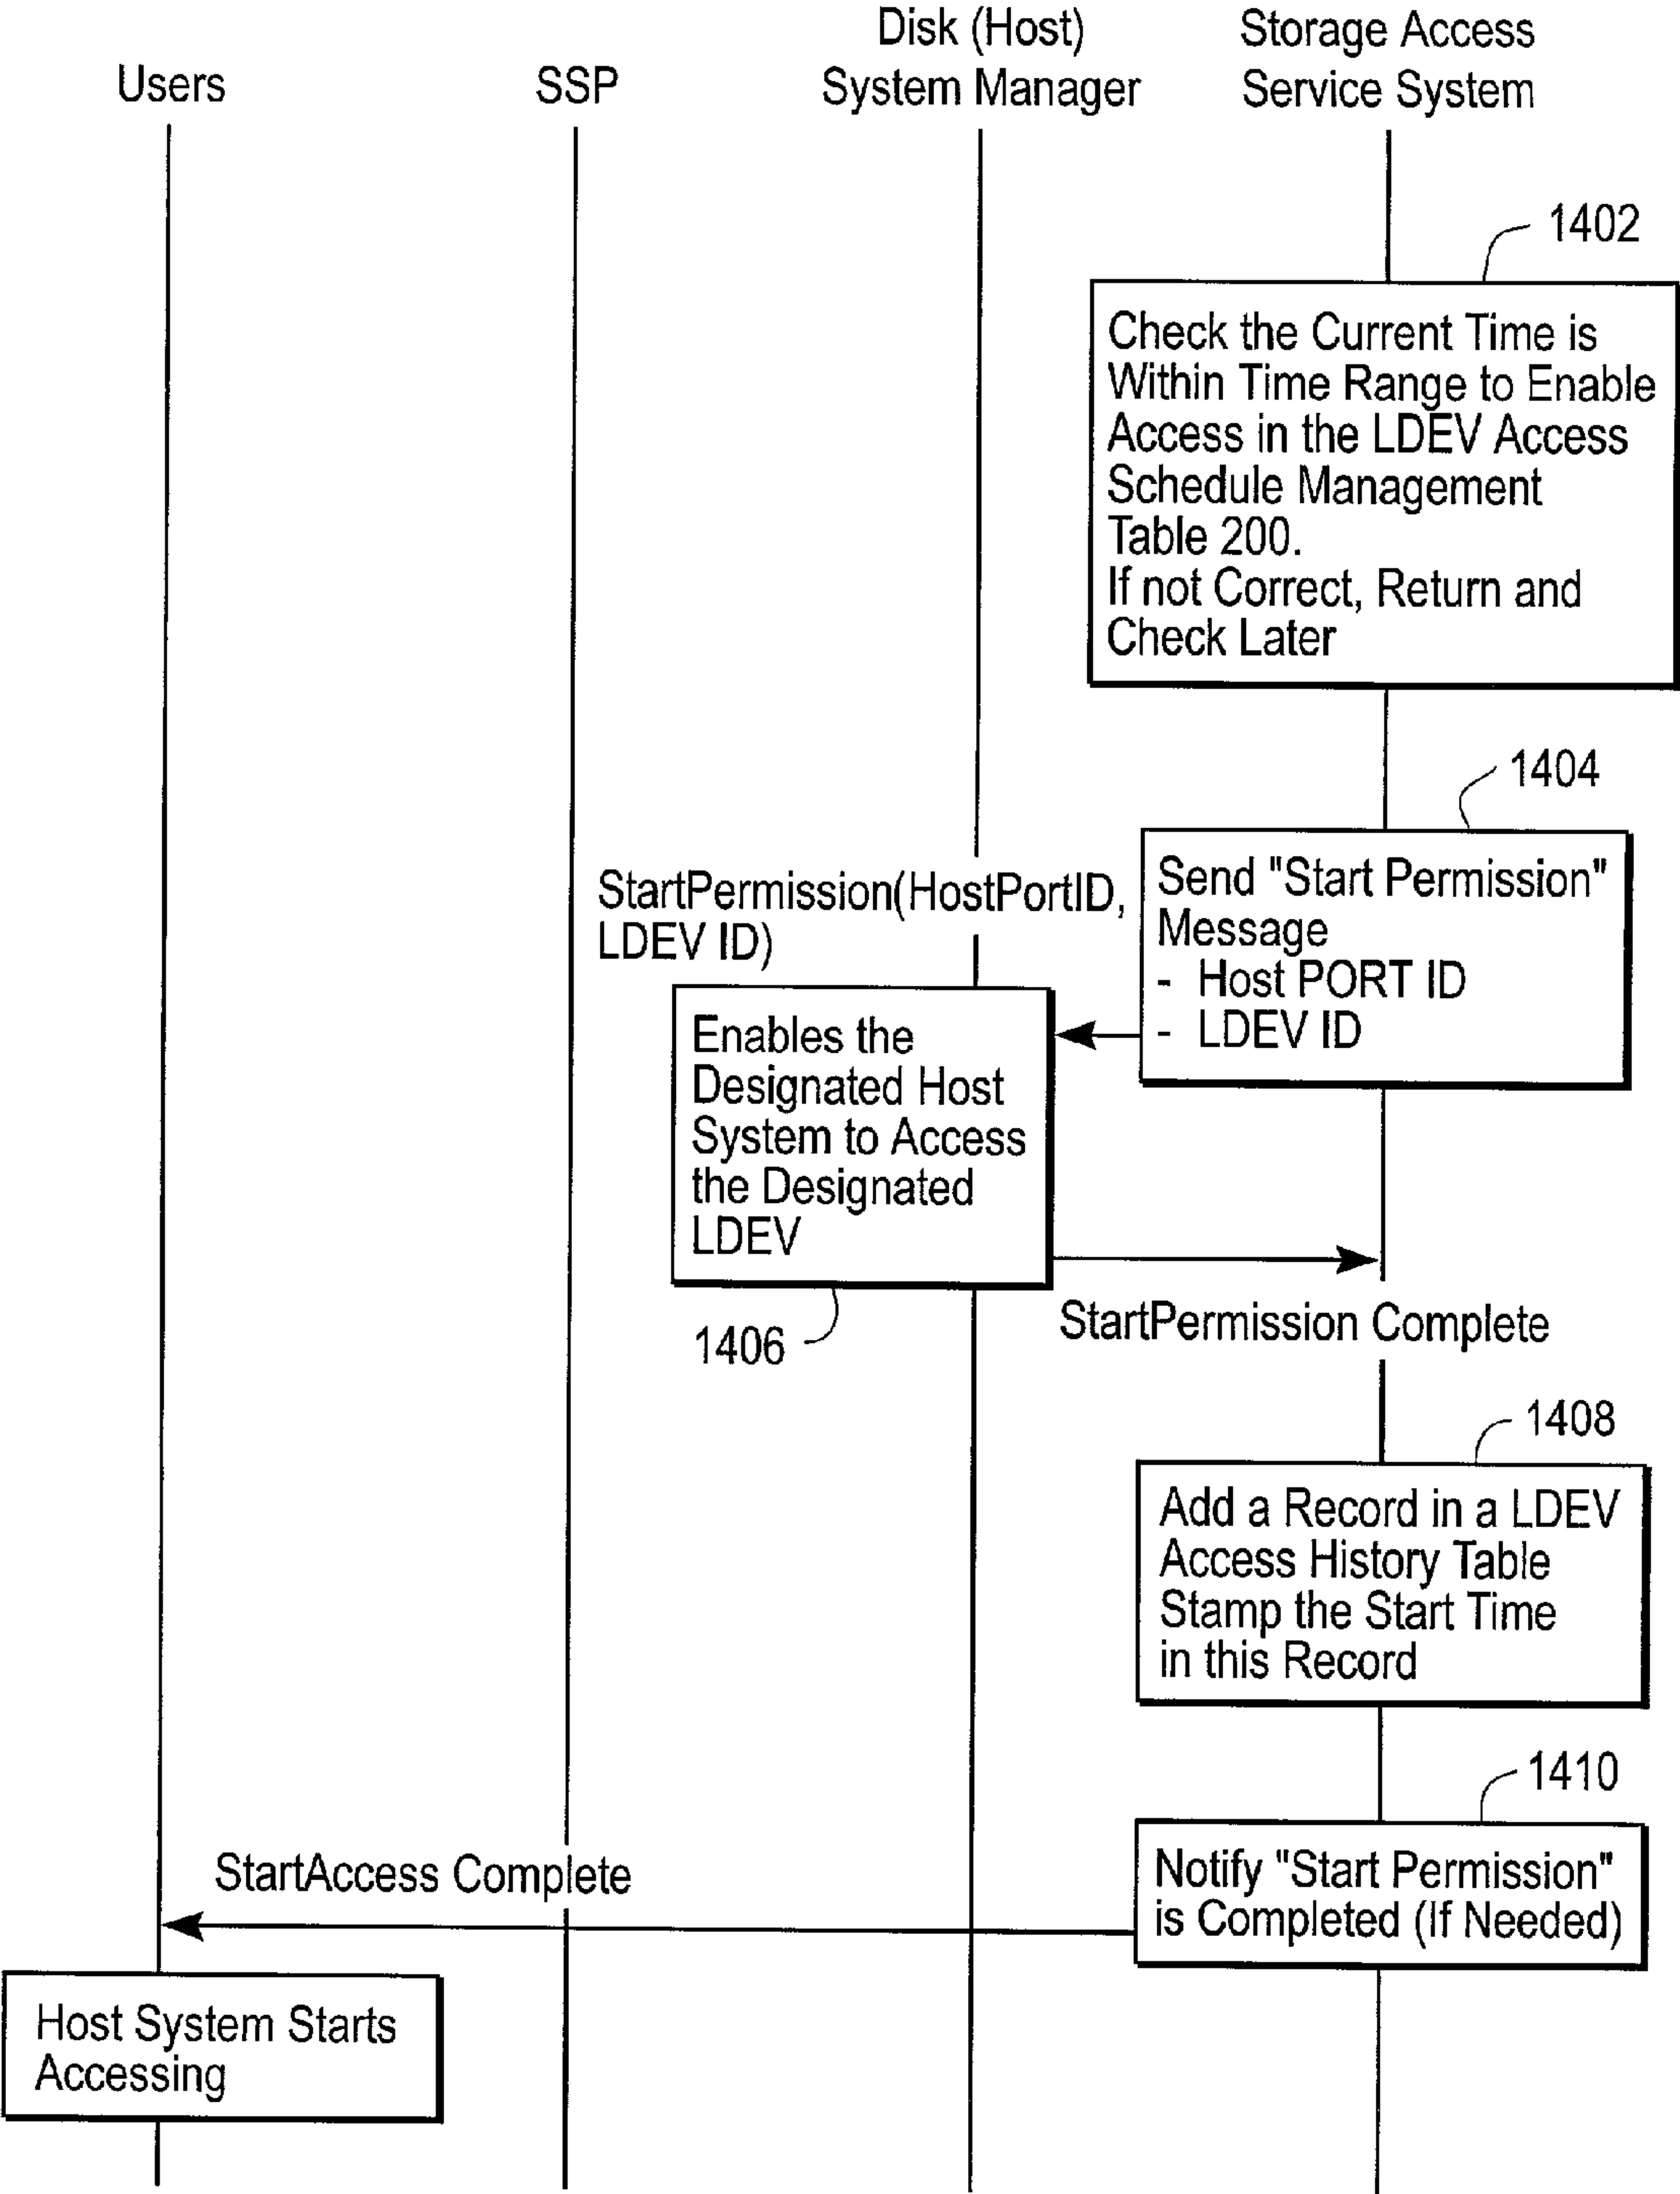 Users
SSP
Disk (Host)
System Manager
Storage Access
Service System
1402
Check the Current Time is
Within Time Range to Enable
Access in the LDEV Access
Schedule Management
Table 200.
If not Correct, Return and
Check Later
1404
Send "Start Permission"
Message
- Host PORT ID
- LDEV ID
StartPermission(HostPortID,
LDEV ID)
Enables the
Designated Host
System to Access
the Designated
LDEV
1406
StartPermission Complete
1408
Add a Record in a LDEV
Access History Table
Stamp the Start Time
in this Record
1410
Notify "Start Permission"
is Completed (If Needed)
StartAccess Complete
Host System Starts
Accessing